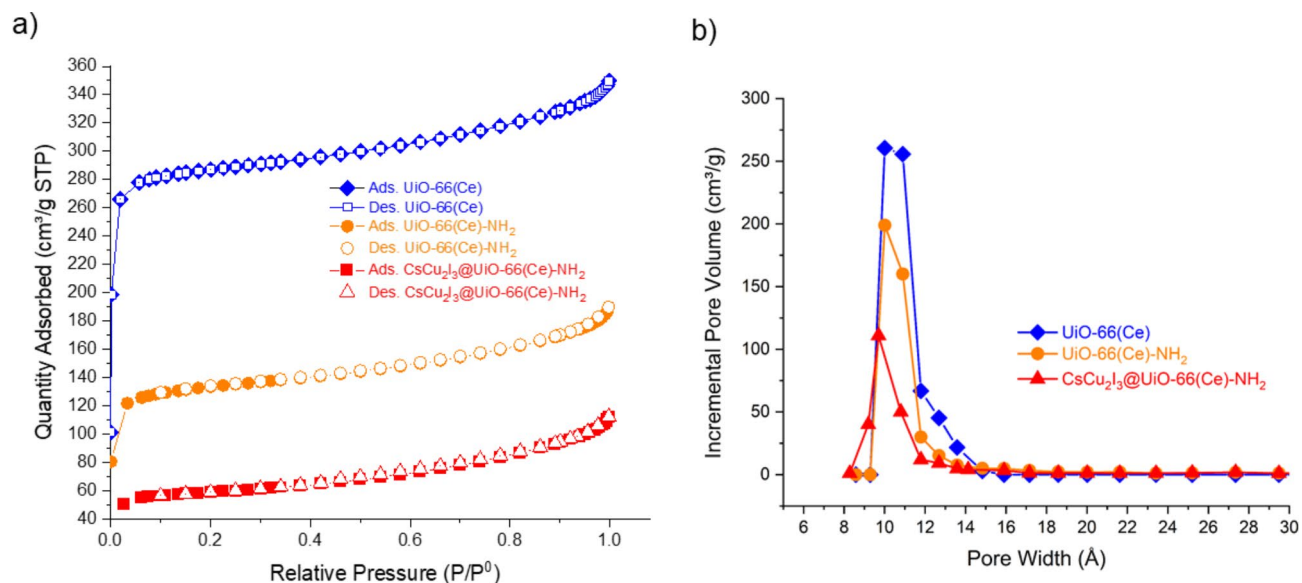 a)
Quantity Adsorbed (cm³/g STP)
360
340
320
300
280
260
240
220
200
180
160
140
120
100
80
60
40
0.0 0.2 0.4 0.6 0.8 1.0
Relative Pressure (P/P⁰)
Ads. UiO-66(Ce)
Des. UiO-66(Ce)
Ads. UiO-66(Ce)-NH₂
Des. UiO-66(Ce)-NH₂
Ads. CsCu₂I₃@UiO-66(Ce)-NH₂
Des. CsCu₂I₃@UiO-66(Ce)-NH₂
b)
Incremental Pore Volume (cm³/g)
300
250
200
150
100
50
0
6 8 10 12 14 16 18 20 22 24 26 28 30
Pore Width (Å)
UiO-66(Ce)
UiO-66(Ce)-NH₂
CsCu₂I₃@UiO-66(Ce)-NH₂